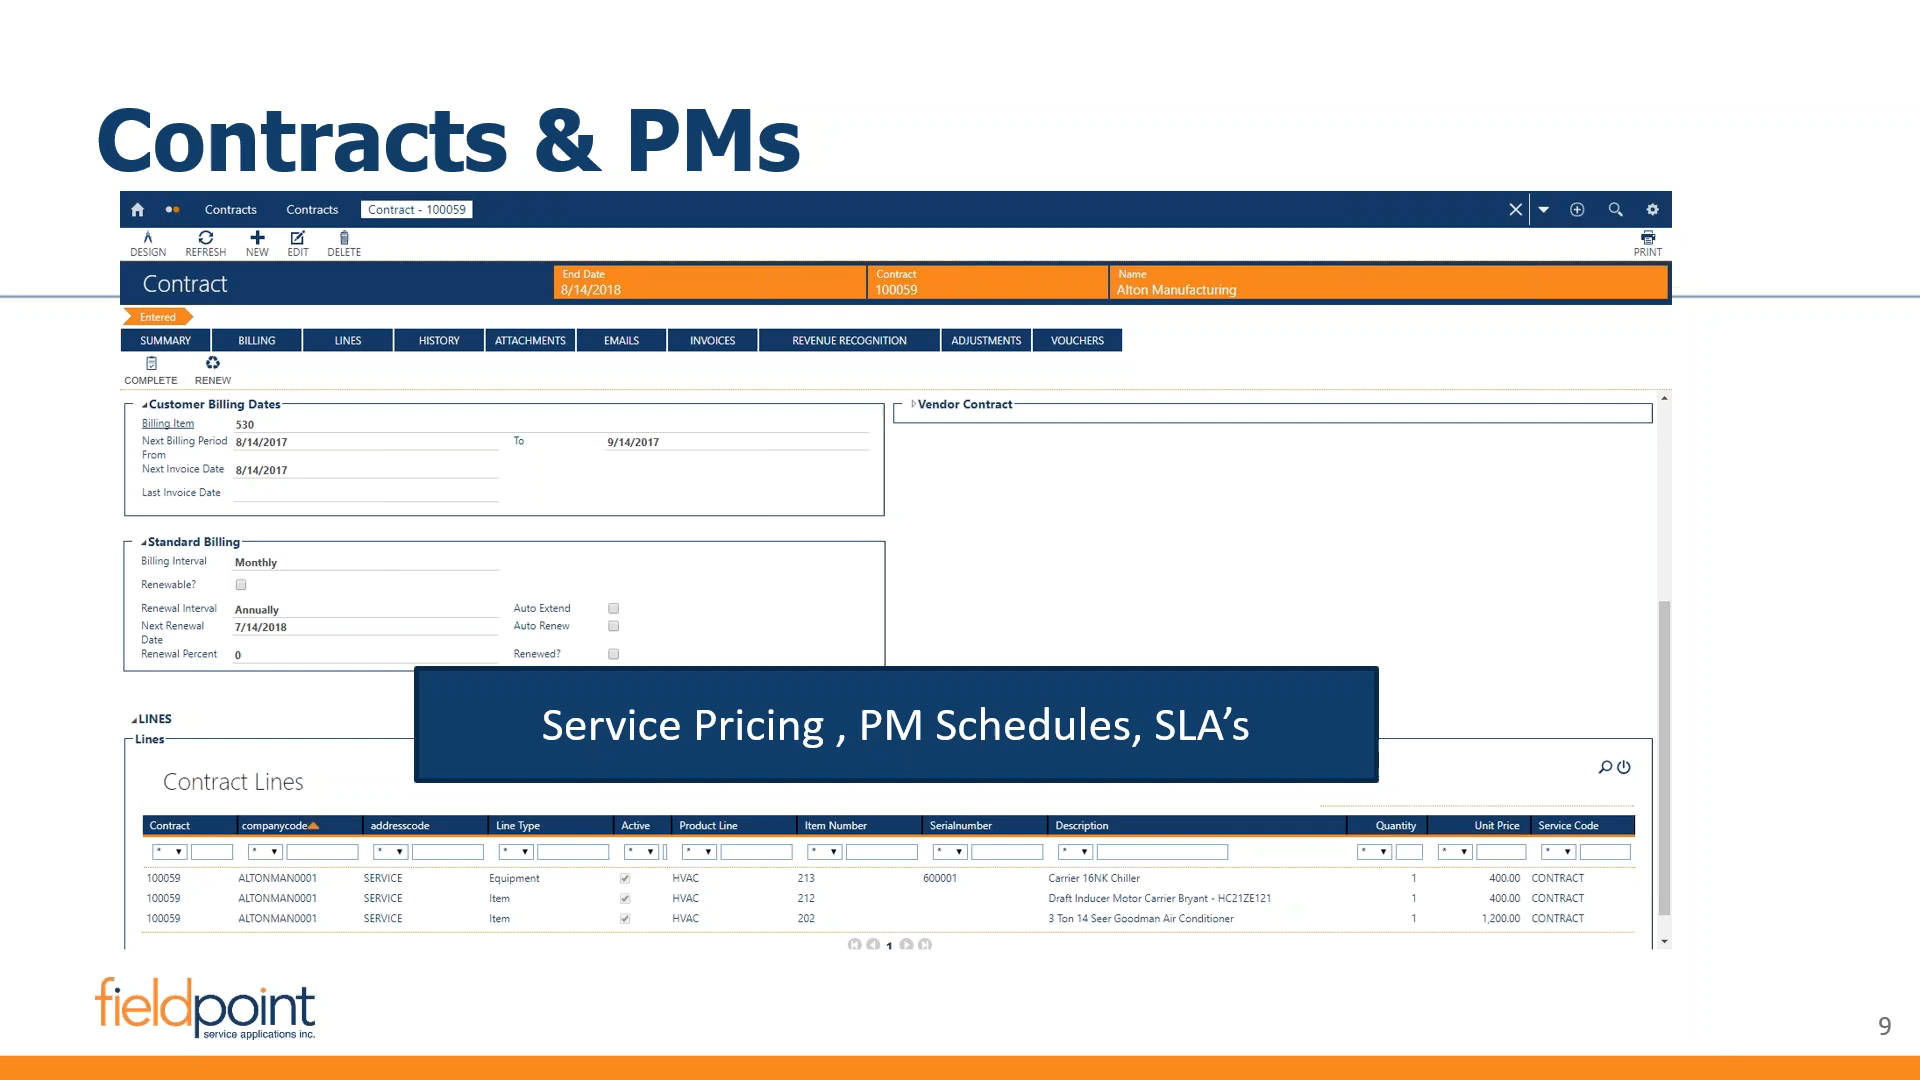 Contracts & PMs
Contracts Contracts Contract - 100059
DESIGN REFRESH NEW EDIT DELETE PRINT
Contract
End Date
8/14/2018
Contract
100059
Name
Alton Manufacturing
Entered
SUMMARY BILLING LINES HISTORY ATTACHMENTS EMAILS INVOICES REVENUE RECOGNITION ADJUSTMENTS VOUCHERS
COMPLETE RENEW
Customer Billing Dates
Billing Item 530
Next Billing Period From 8/14/2017 To 9/14/2017
Next Invoice Date 8/14/2017
Last Invoice Date
Vendor Contract
Standard Billing
Billing Interval Monthly
Renewable?
Renewal Interval Annually Auto Extend
Next Renewal Date 7/14/2018 Auto Renew
Renewal Percent 0 Renewed?
Service Pricing , PM Schedules, SLA’s
LINES
Lines
Contract Lines
Contract companycode addresscode Line Type Active Product Line Item Number Serialnumber Description Quantity Unit Price Service Code
* * * * * * * * * * * *
100059 ALTONMAN0001 SERVICE Equipment HVAC 213 600001 Carrier 16NK Chiller 1 400.00 CONTRACT
100059 ALTONMAN0001 SERVICE Item HVAC 212 Draft Inducer Motor Carrier Bryant - HC21ZE121 1 400.00 CONTRACT
100059 ALTONMAN0001 SERVICE Item HVAC 202 3 Ton 14 Seer Goodman Air Conditioner 1 1,200.00 CONTRACT
1
fieldpoint
service applications inc.
9